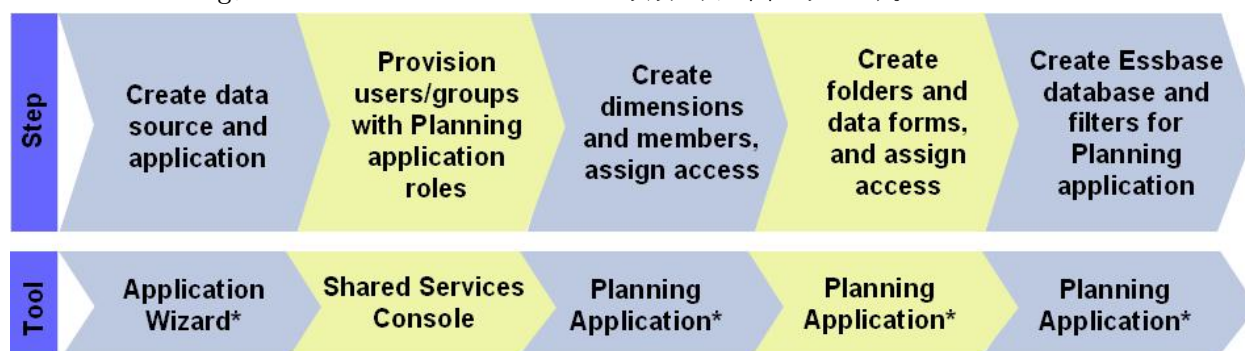 Step
Create data
source and
application
Provision
users/groups
with Planning
application
roles
Create
dimensions
and members,
assign access
Create
folders and
data forms,
and assign
access
Create Essbase
database and
filters for
Planning
application
Tool
Application
Wizard*
Shared Services
Console
Planning
Application*
Planning
Application*
Planning
Application*